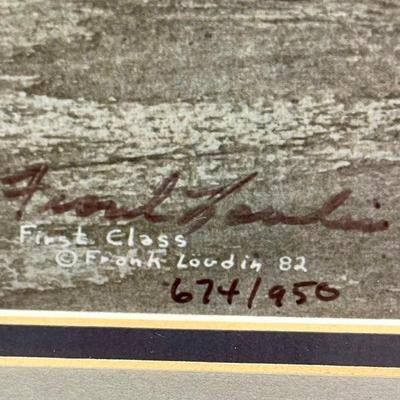 Frank Loudin
First Class
© Frank Loudin 82
674/950